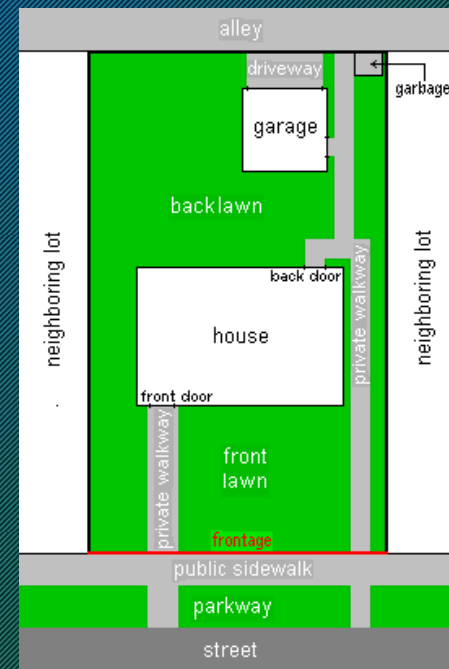 alley
driveway
garbage
garage
backlawn
neighboring lot
neighboring lot
back door
private walkway
house
front door
private walkway
front
lawn
frontage
public sidewalk
parkway
street